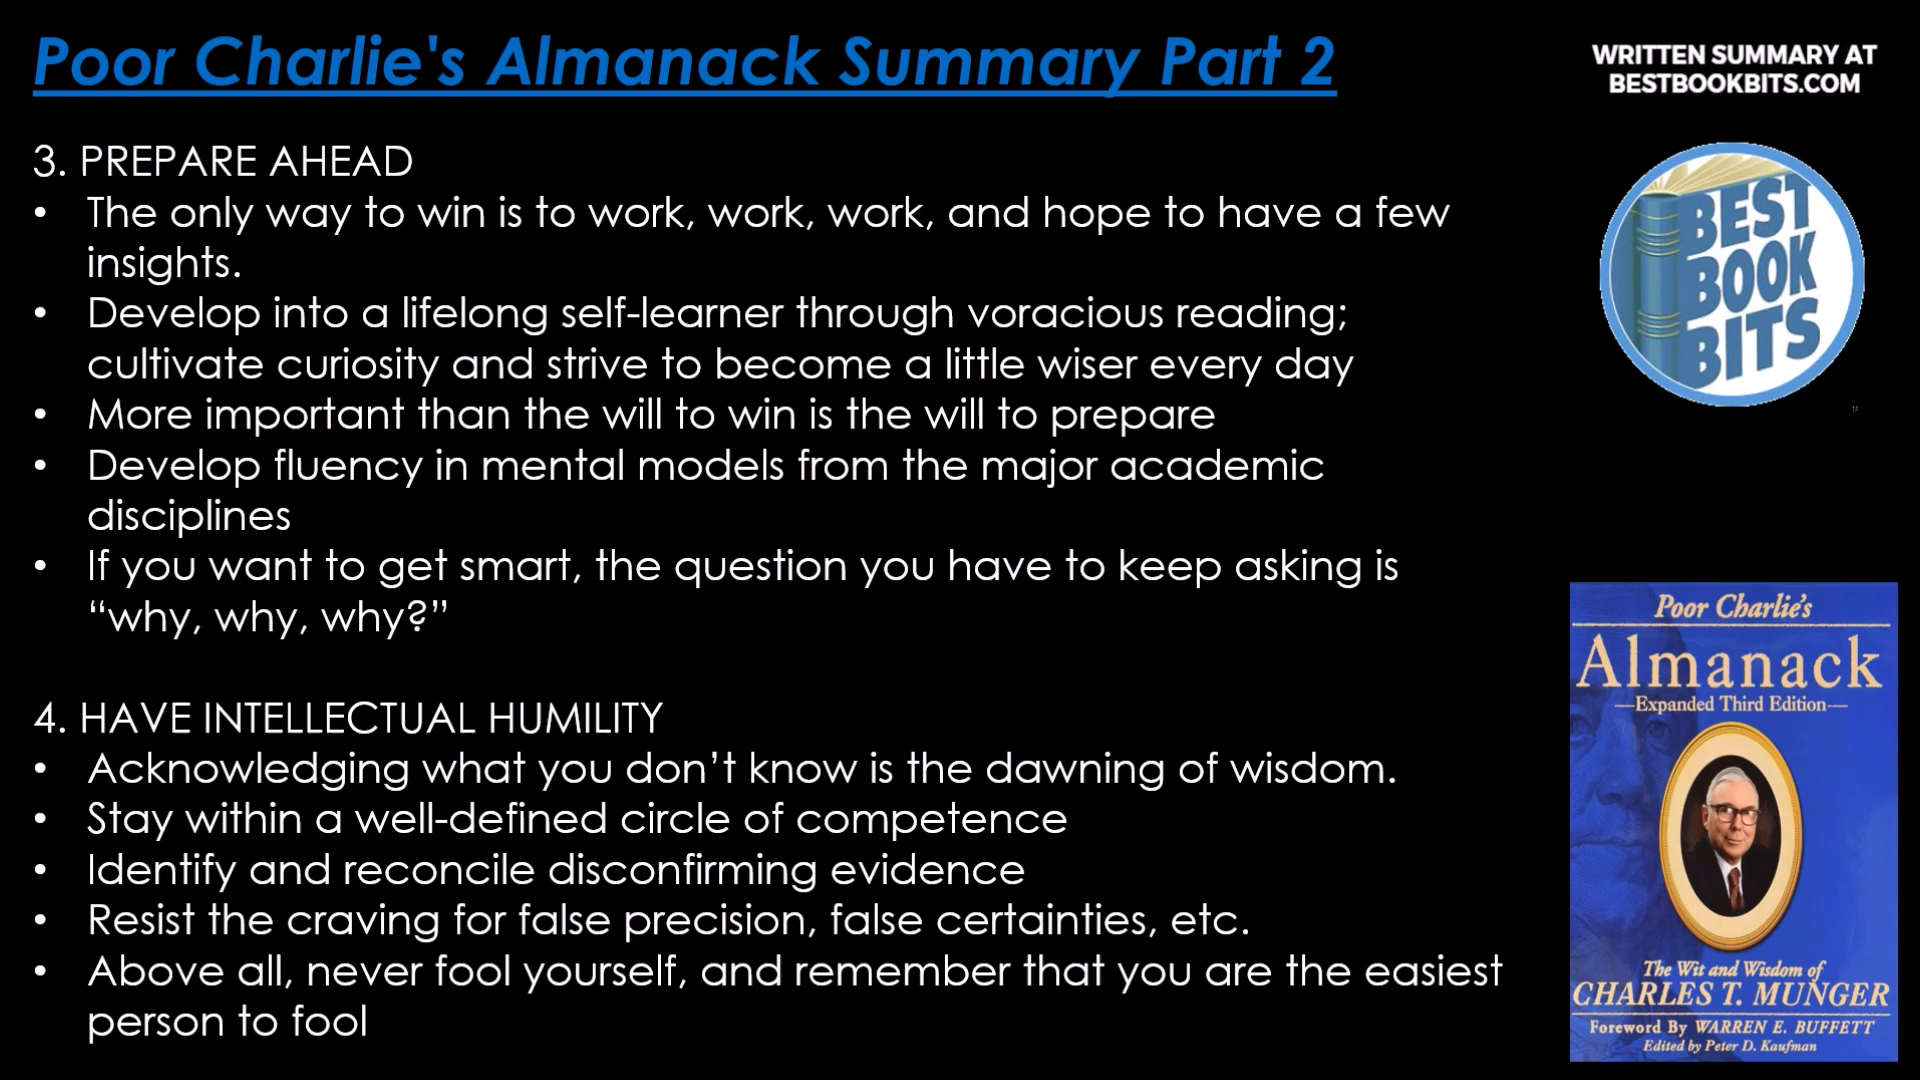 Poor Charlie's Almanack Summary Part 2
WRITTEN SUMMARY AT
BESTBOOKBITS.COM
3. PREPARE AHEAD
• The only way to win is to work, work, work, and hope to have a few
insights.
• Develop into a lifelong self-learner through voracious reading;
cultivate curiosity and strive to become a little wiser every day
• More important than the will to win is the will to prepare
• Develop fluency in mental models from the major academic
disciplines
• If you want to get smart, the question you have to keep asking is
“why, why, why?”
4. HAVE INTELLECTUAL HUMILITY
• Acknowledging what you don’t know is the dawning of wisdom.
• Stay within a well-defined circle of competence
• Identify and reconcile disconfirming evidence
• Resist the craving for false precision, false certainties, etc.
• Above all, never fool yourself, and remember that you are the easiest
person to fool
BEST
BOOK
BITS
Poor Charlie's
Almanack
—Expanded Third Edition—
The Wit and Wisdom of
CHARLES T. MUNGER
Foreword By WARREN E. BUFFETT
Edited by Peter D. Kaufman